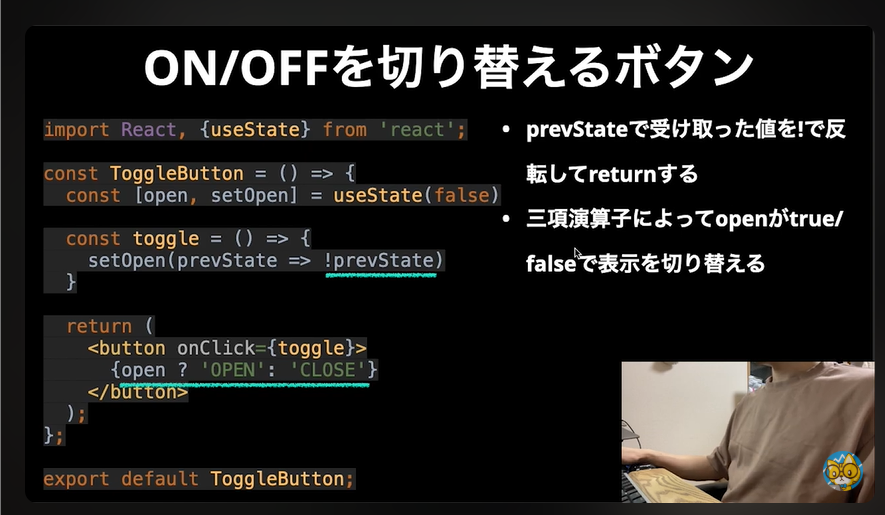 ON/OFFを切り替えるボタン
import React, {useState} from 'react';
const ToggleButton = () => {
const [open, setOpen] = useState(false)
const toggle = () => {
setOpen(prevState => !prevState)
}
return (
<button onClick={toggle}>
{open ? 'OPEN': 'CLOSE'}
</button>
);
};
export default ToggleButton;
• prevStateで受け取った値を!で反
転してreturnする
• 三項演算子によってopenがtrue/
falseで表示を切り替える